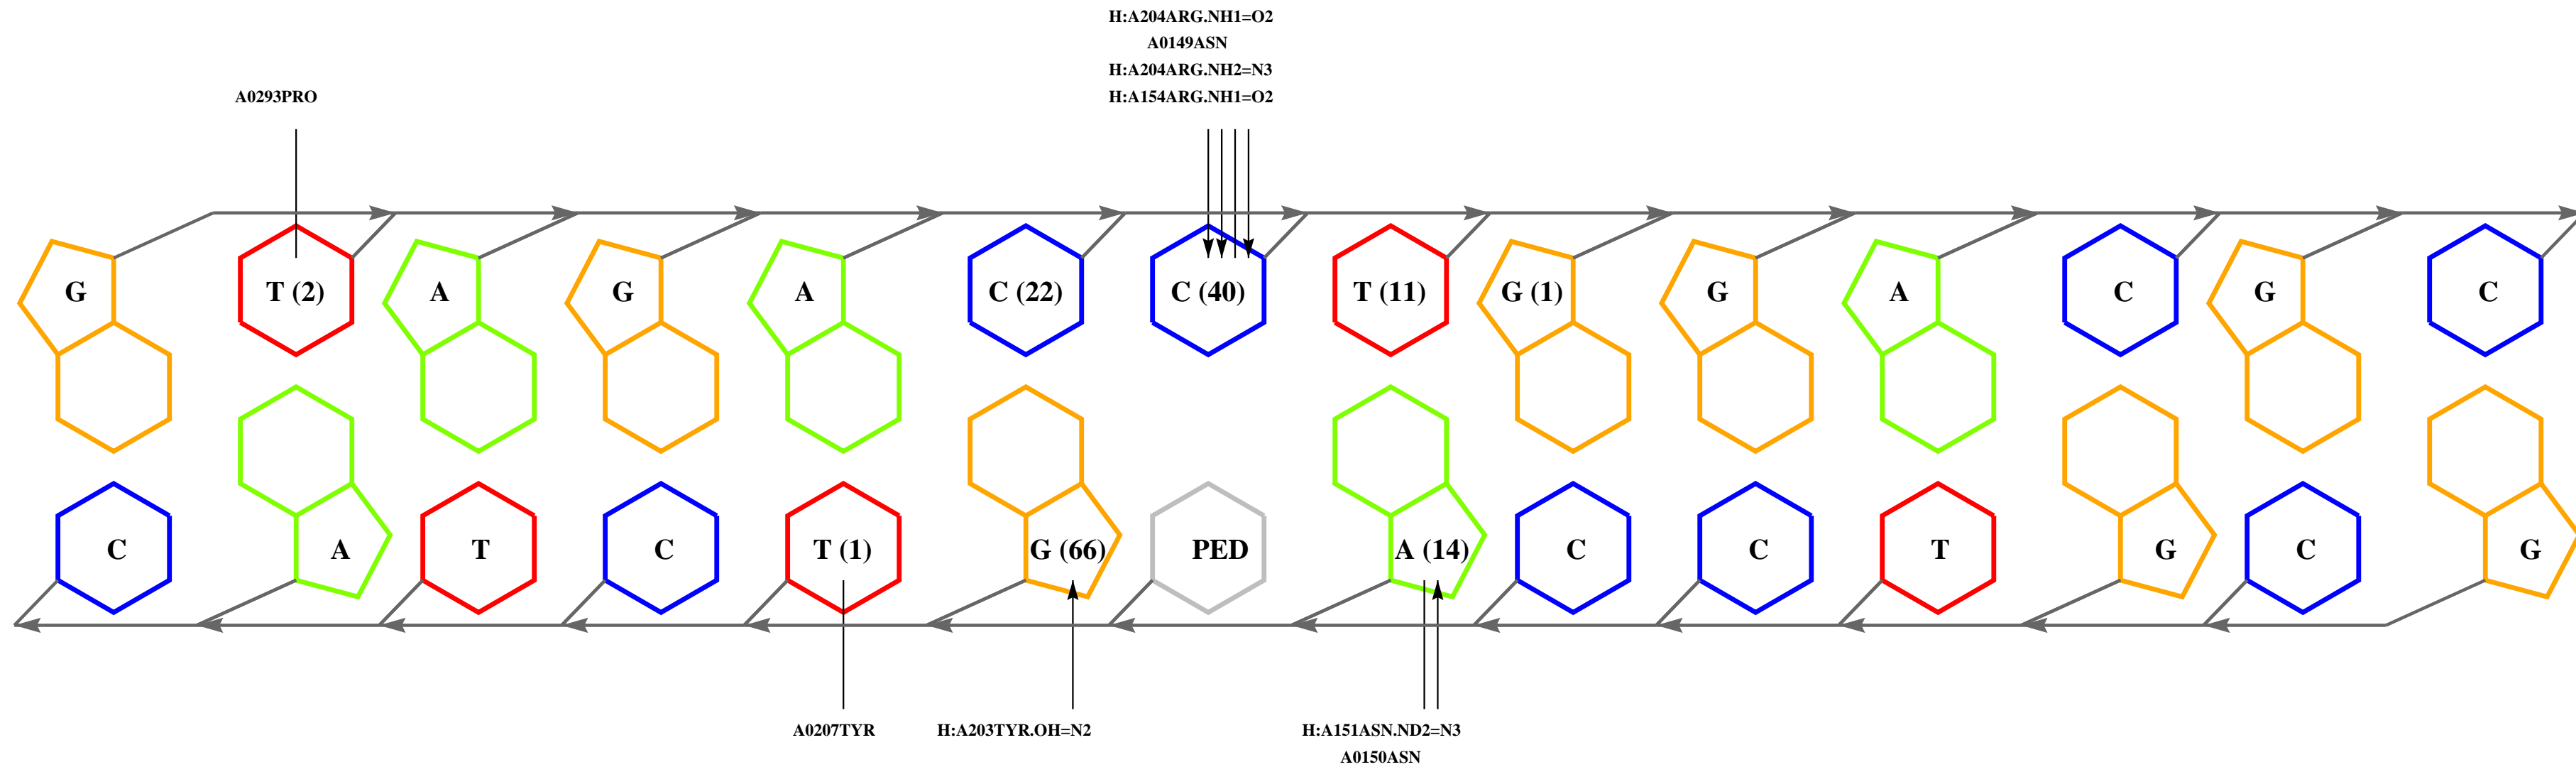 H:A204ARG.NH1=O2
A0149ASN
H:A204ARG.NH2=N3
A0293PRO
H:A154ARG.NH1=O2
G T (2) A G A C (22) C (40) T (11) G (1) G A C G C
C A T C T (1) G (66) PED A (14) C C T G C G
A0207TYR H:A203TYR.OH=N2 H:A151ASN.ND2=N3
A0150ASN